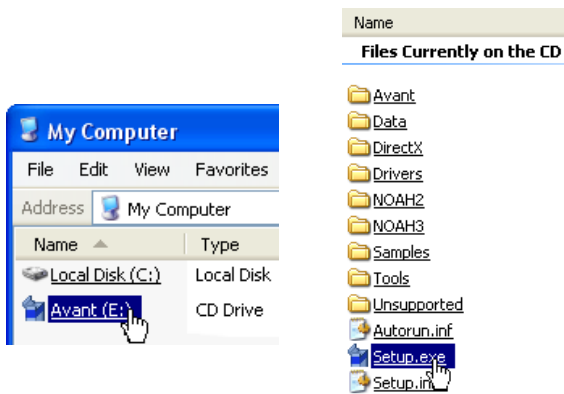 My Computer
File Edit View Favorites
Address My Computer
Name Type
Local Disk (C:) Local Disk
Avant (E:) CD Drive
Name
Files Currently on the CD
Avant
Data
DirectX
Drivers
NOAH2
NOAH3
Samples
Tools
Unsupported
Autorun.inf
Setup.exe